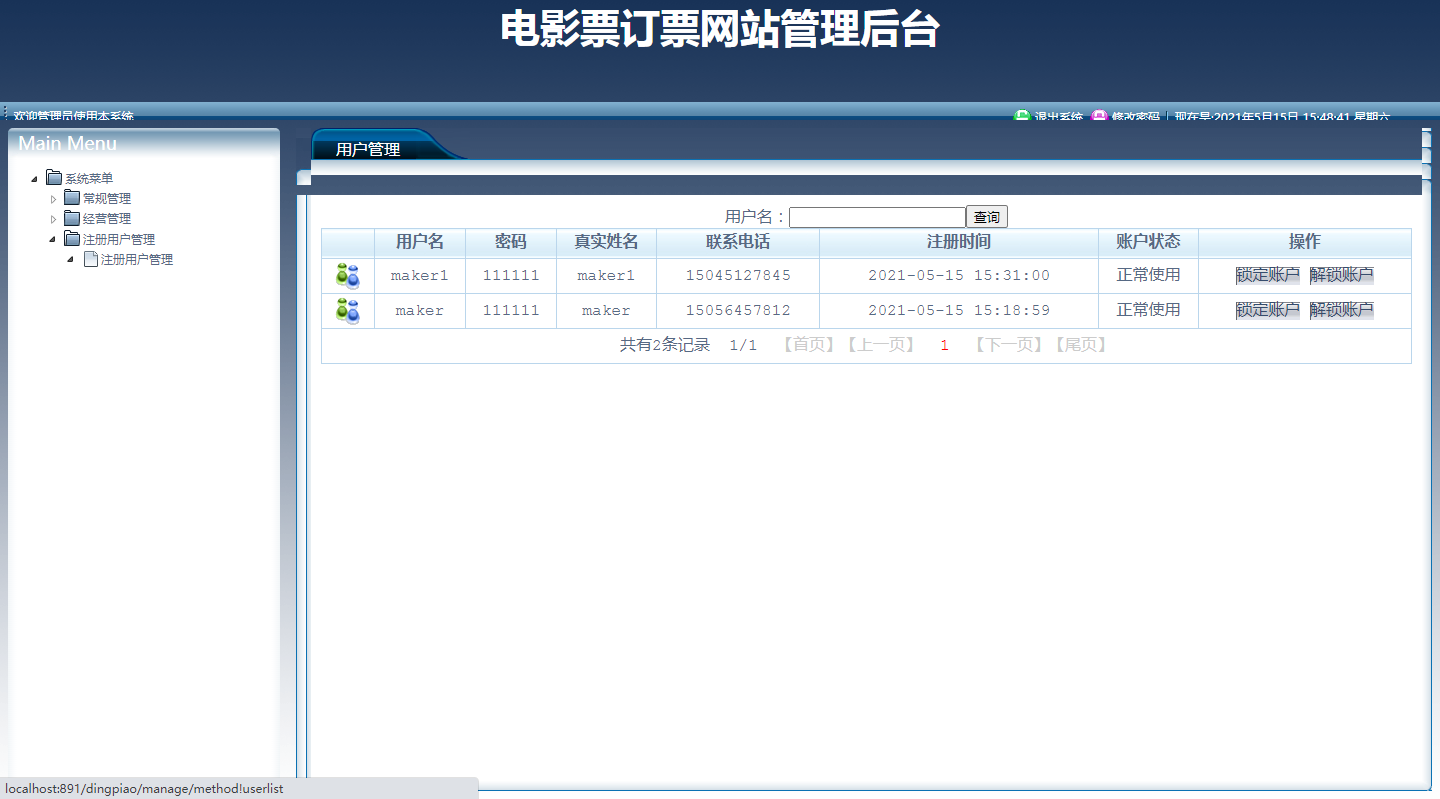 电影票订票网站管理后台
欢迎管理员使用本系统
退出系统 修改密码 | 现在是:2021年5月15日 15:48:41 星期六
Main Menu
系统菜单
常规管理
经营管理
注册用户管理
注册用户管理
用户管理
用户名： 查询
用户名 密码 真实姓名 联系电话 注册时间 账户状态 操作
maker1 111111 maker1 15045127845 2021-05-15 15:31:00 正常使用 锁定账户 解锁账户
maker 111111 maker 15056457812 2021-05-15 15:18:59 正常使用 锁定账户 解锁账户
共有2条记录 1/1 【首页】【上一页】 1 【下一页】【尾页】
localhost:891/dingpiao/manage/method!userlist